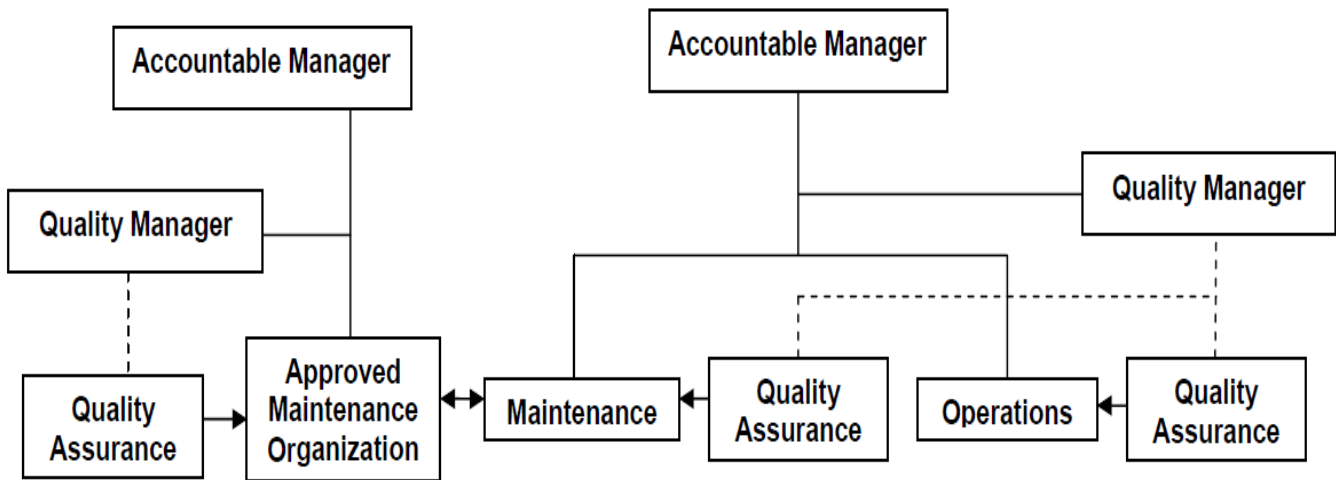 Accountable Manager
Accountable Manager
Quality Manager
Quality Manager
Quality
Assurance
Approved
Maintenance
Organization
Maintenance
Quality
Assurance
Operations
Quality
Assurance